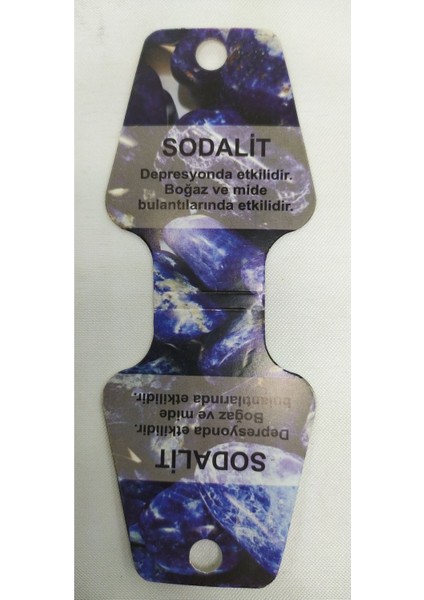 SODALİT
Depresyonda etkilidir.
Boğaz ve mide
bulantılarında etkilidir.
SODALİT
Depresyonda etkilidir.
Boğaz ve mide
bulantılarında etkilidir.